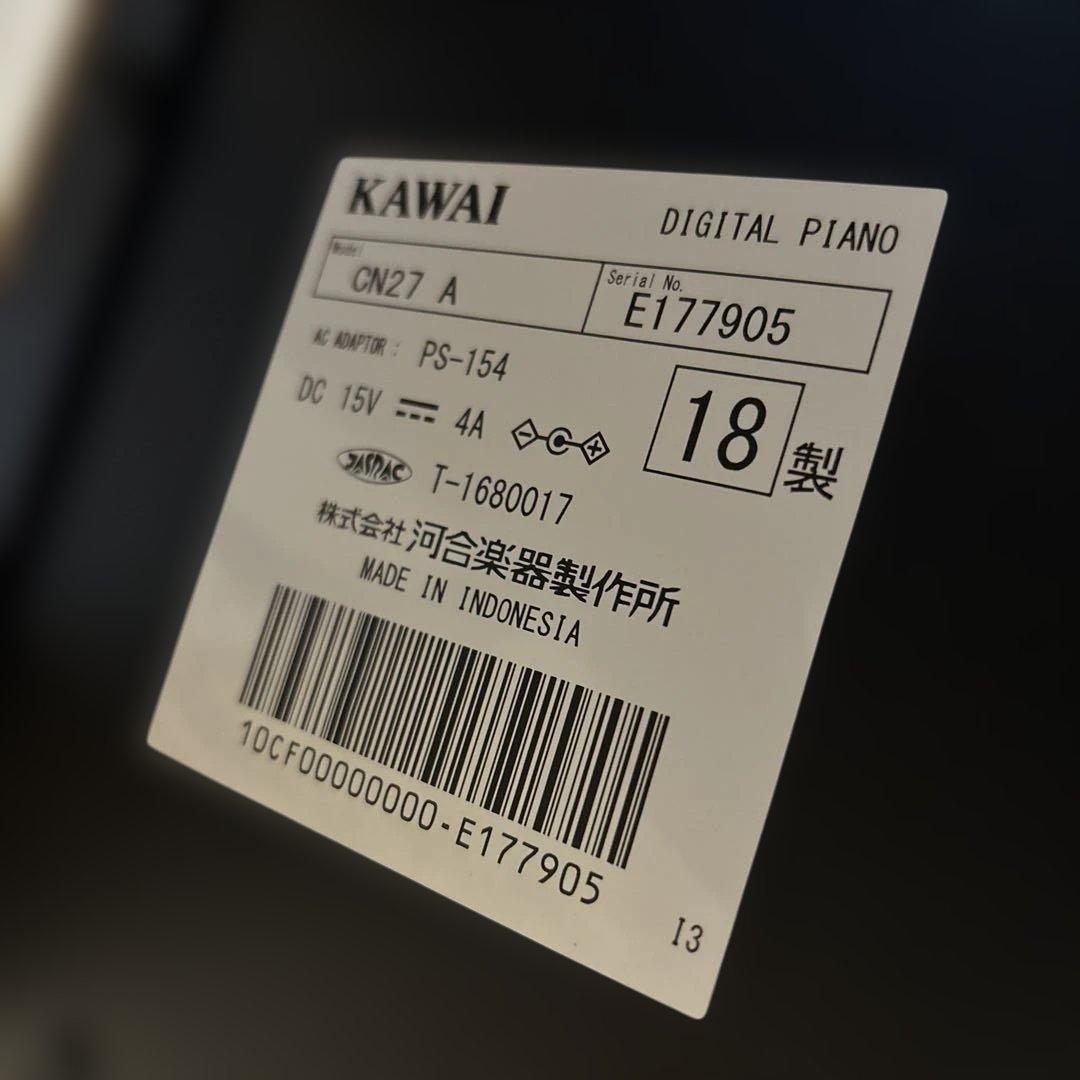 KAWAI DIGITAL PIANO
Model Serial No.
CN27 A E177905
AC ADAPTOR : PS-154
DC 15V 4A
18 製
JASRAC T-1680017
株式会社 河合楽器製作所
MADE IN INDONESIA
1DCF00000000-E177905
I3